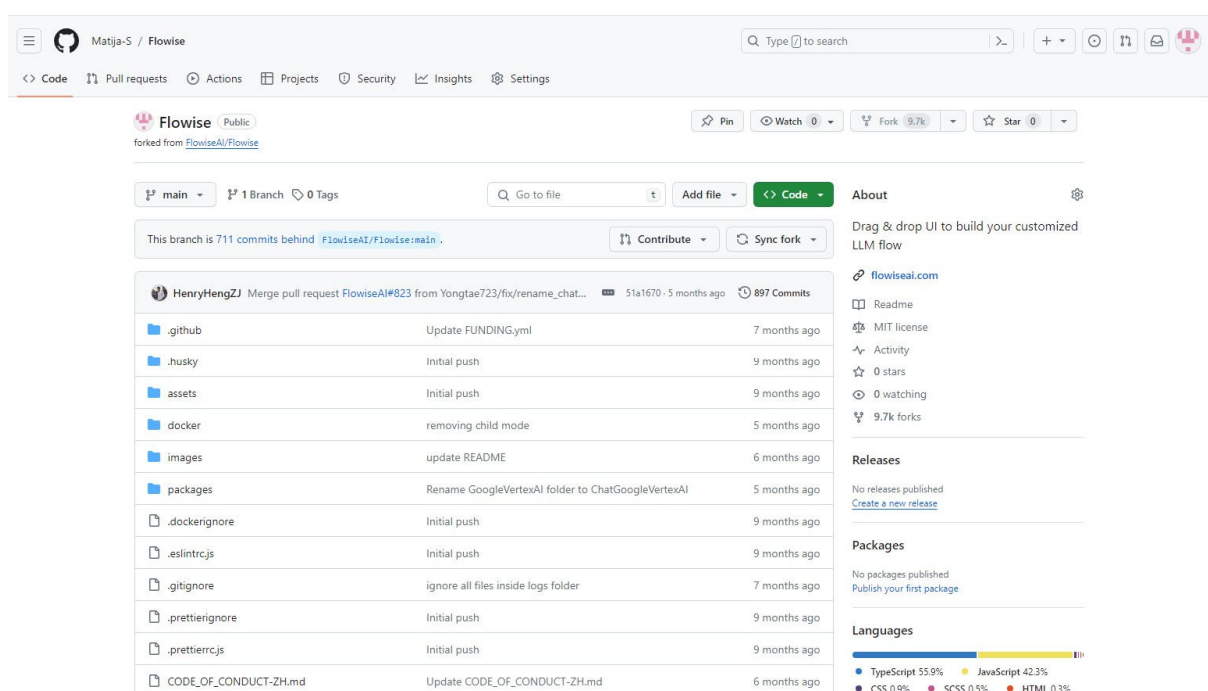 Matija-S / Flowise
Type / to search
Code Pull requests Actions Projects Security Insights Settings
Flowise Public
Pin Watch 0 Fork 9.7k Star 0
forked from FlowiseAI/Flowise
main 1 Branch 0 Tags
Go to file t Add file <> Code
This branch is 711 commits behind FlowiseAI/Flowise:main .
Contribute Sync fork
HenryHengZJ Merge pull request FlowiseAI#823 from Yongtae723/fix/rename_chat... 51a1670 · 5 months ago 897 Commits
.github Update FUNDING.yml 7 months ago
.husky Initial push 9 months ago
assets Initial push 9 months ago
docker removing child mode 5 months ago
images update README 6 months ago
packages Rename GoogleVertexAI folder to ChatGoogleVertexAI 5 months ago
.dockerignore Initial push 9 months ago
.eslintrc.js Initial push 9 months ago
.gitignore ignore all files inside logs folder 7 months ago
.prettierignore Initial push 9 months ago
.prettierrc.js Initial push 9 months ago
CODE_OF_CONDUCT-ZH.md Update CODE_OF_CONDUCT-ZH.md 6 months ago
About
Drag & drop UI to build your customized
LLM flow
flowiseai.com
Readme
MIT license
Activity
0 stars
0 watching
9.7k forks
Releases
No releases published
Create a new release
Packages
No packages published
Publish your first package
Languages
TypeScript 55.9% JavaScript 42.3%
CSS 0.9% SCSS 0.5% HTML 0.3%